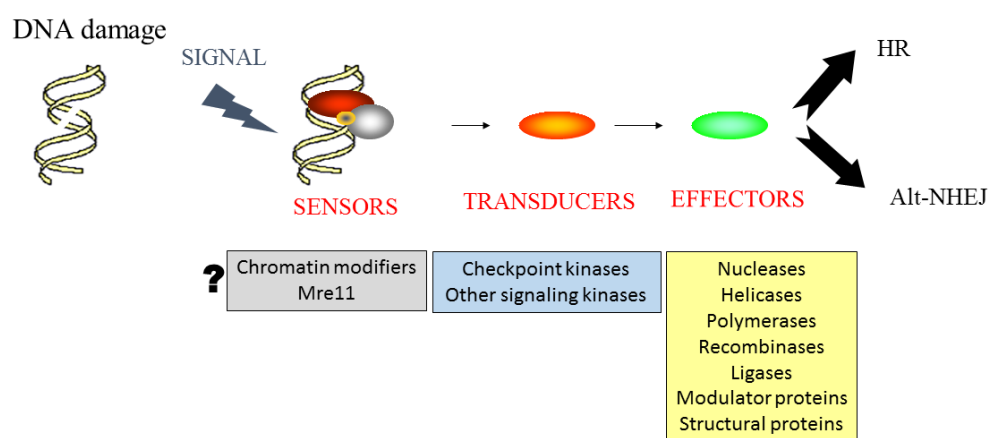 DNA damage
SIGNAL
HR
SENSORS
TRANSDUCERS
EFFECTORS
Alt-NHEJ
?
Chromatin modifiers
Mre11
Checkpoint kinases
Other signaling kinases
Nucleases
Helicases
Polymerases
Recombinases
Ligases
Modulator proteins
Structural proteins